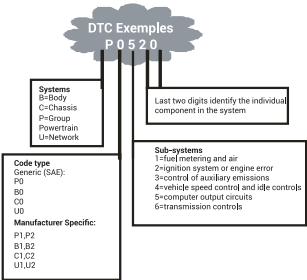 DTC Exemples
P 0 5 2 0
Systems
B=Body
C=Chassis
P=Group
Powertrain
U=Network
Last two digits identify the individual
component in the system
Code type
Generic (SAE):
P0
B0
C0
U0
Manufacturer Specific:
P1,P2
B1,B2
C1,C2
U1,U2
Sub-systems
1=fuel metering and air
2=ignition system or engine error
3=control of auxiliary emissions
4=vehicle speed control and idle controls
5=computer output circuits
6=transmission controls